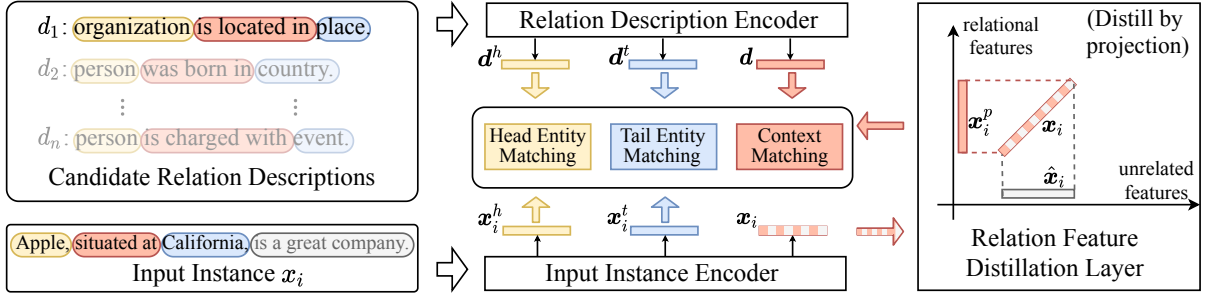 d₁: organization is located in place.
d₂: person was born in country.
⋮ ⋮
dₙ: person is charged with event.
Candidate Relation Descriptions
Apple, situated at California, is a great company.
Input Instance xᵢ
Relation Description Encoder
dʰ dᵗ d
Head Entity Matching
Tail Entity Matching
Context Matching
xᵢʰ xᵢᵗ xᵢ
Input Instance Encoder
relational features
(Distill by projection)
xᵢᵖ xᵢ
x̂ᵢ
unrelated features
Relation Feature
Distillation Layer